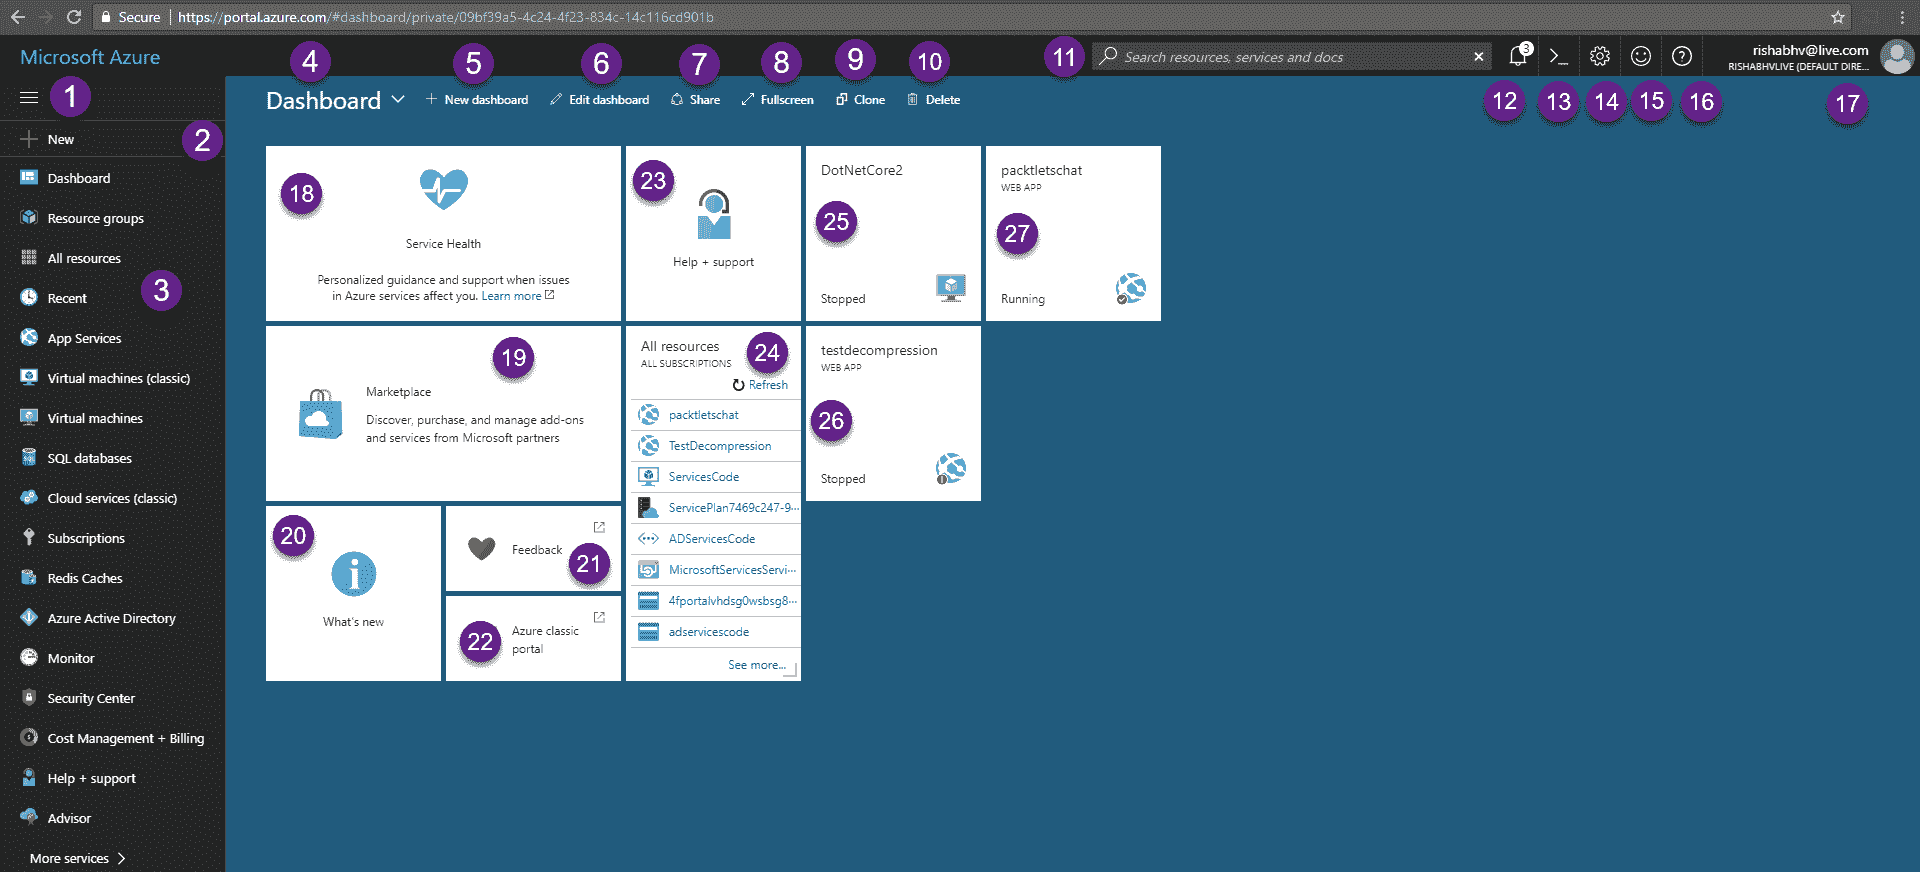 Secure https://portal.azure.com/#dashboard/private/09bf39a5-4c24-4f23-834c-14c116cd901b
Microsoft Azure
4
5
6
7
8
9
10
11
Search resources, services and docs
3
rishabhv@live.com
RISHABHVLIVE (DEFAULT DIRE...
1
Dashboard
New dashboard
Edit dashboard
Share
Fullscreen
Clone
Delete
12
13
14
15
16
17
New
2
Dashboard
Resource groups
All resources
Recent
3
App Services
Virtual machines (classic)
Virtual machines
SQL databases
Cloud services (classic)
Subscriptions
Redis Caches
Azure Active Directory
Monitor
Security Center
Cost Management + Billing
Help + support
Advisor
More services
18
Service Health
Personalized guidance and support when issues
in Azure services affect you. Learn more
23
Help + support
DotNetCore2
25
Stopped
packtletschat
WEB APP
27
Running
19
Marketplace
Discover, purchase, and manage add-ons
and services from Microsoft partners
All resources
ALL SUBSCRIPTIONS
24
Refresh
packtletschat
TestDecompression
ServicesCode
ServicePlan7469c247-9...
ADServicesCode
MicrosoftServicesServi...
4fportalvhdsg0wsbsg8...
adservicescode
See more...
testdecompression
WEB APP
26
Stopped
20
What's new
Feedback
21
22
Azure classic
portal